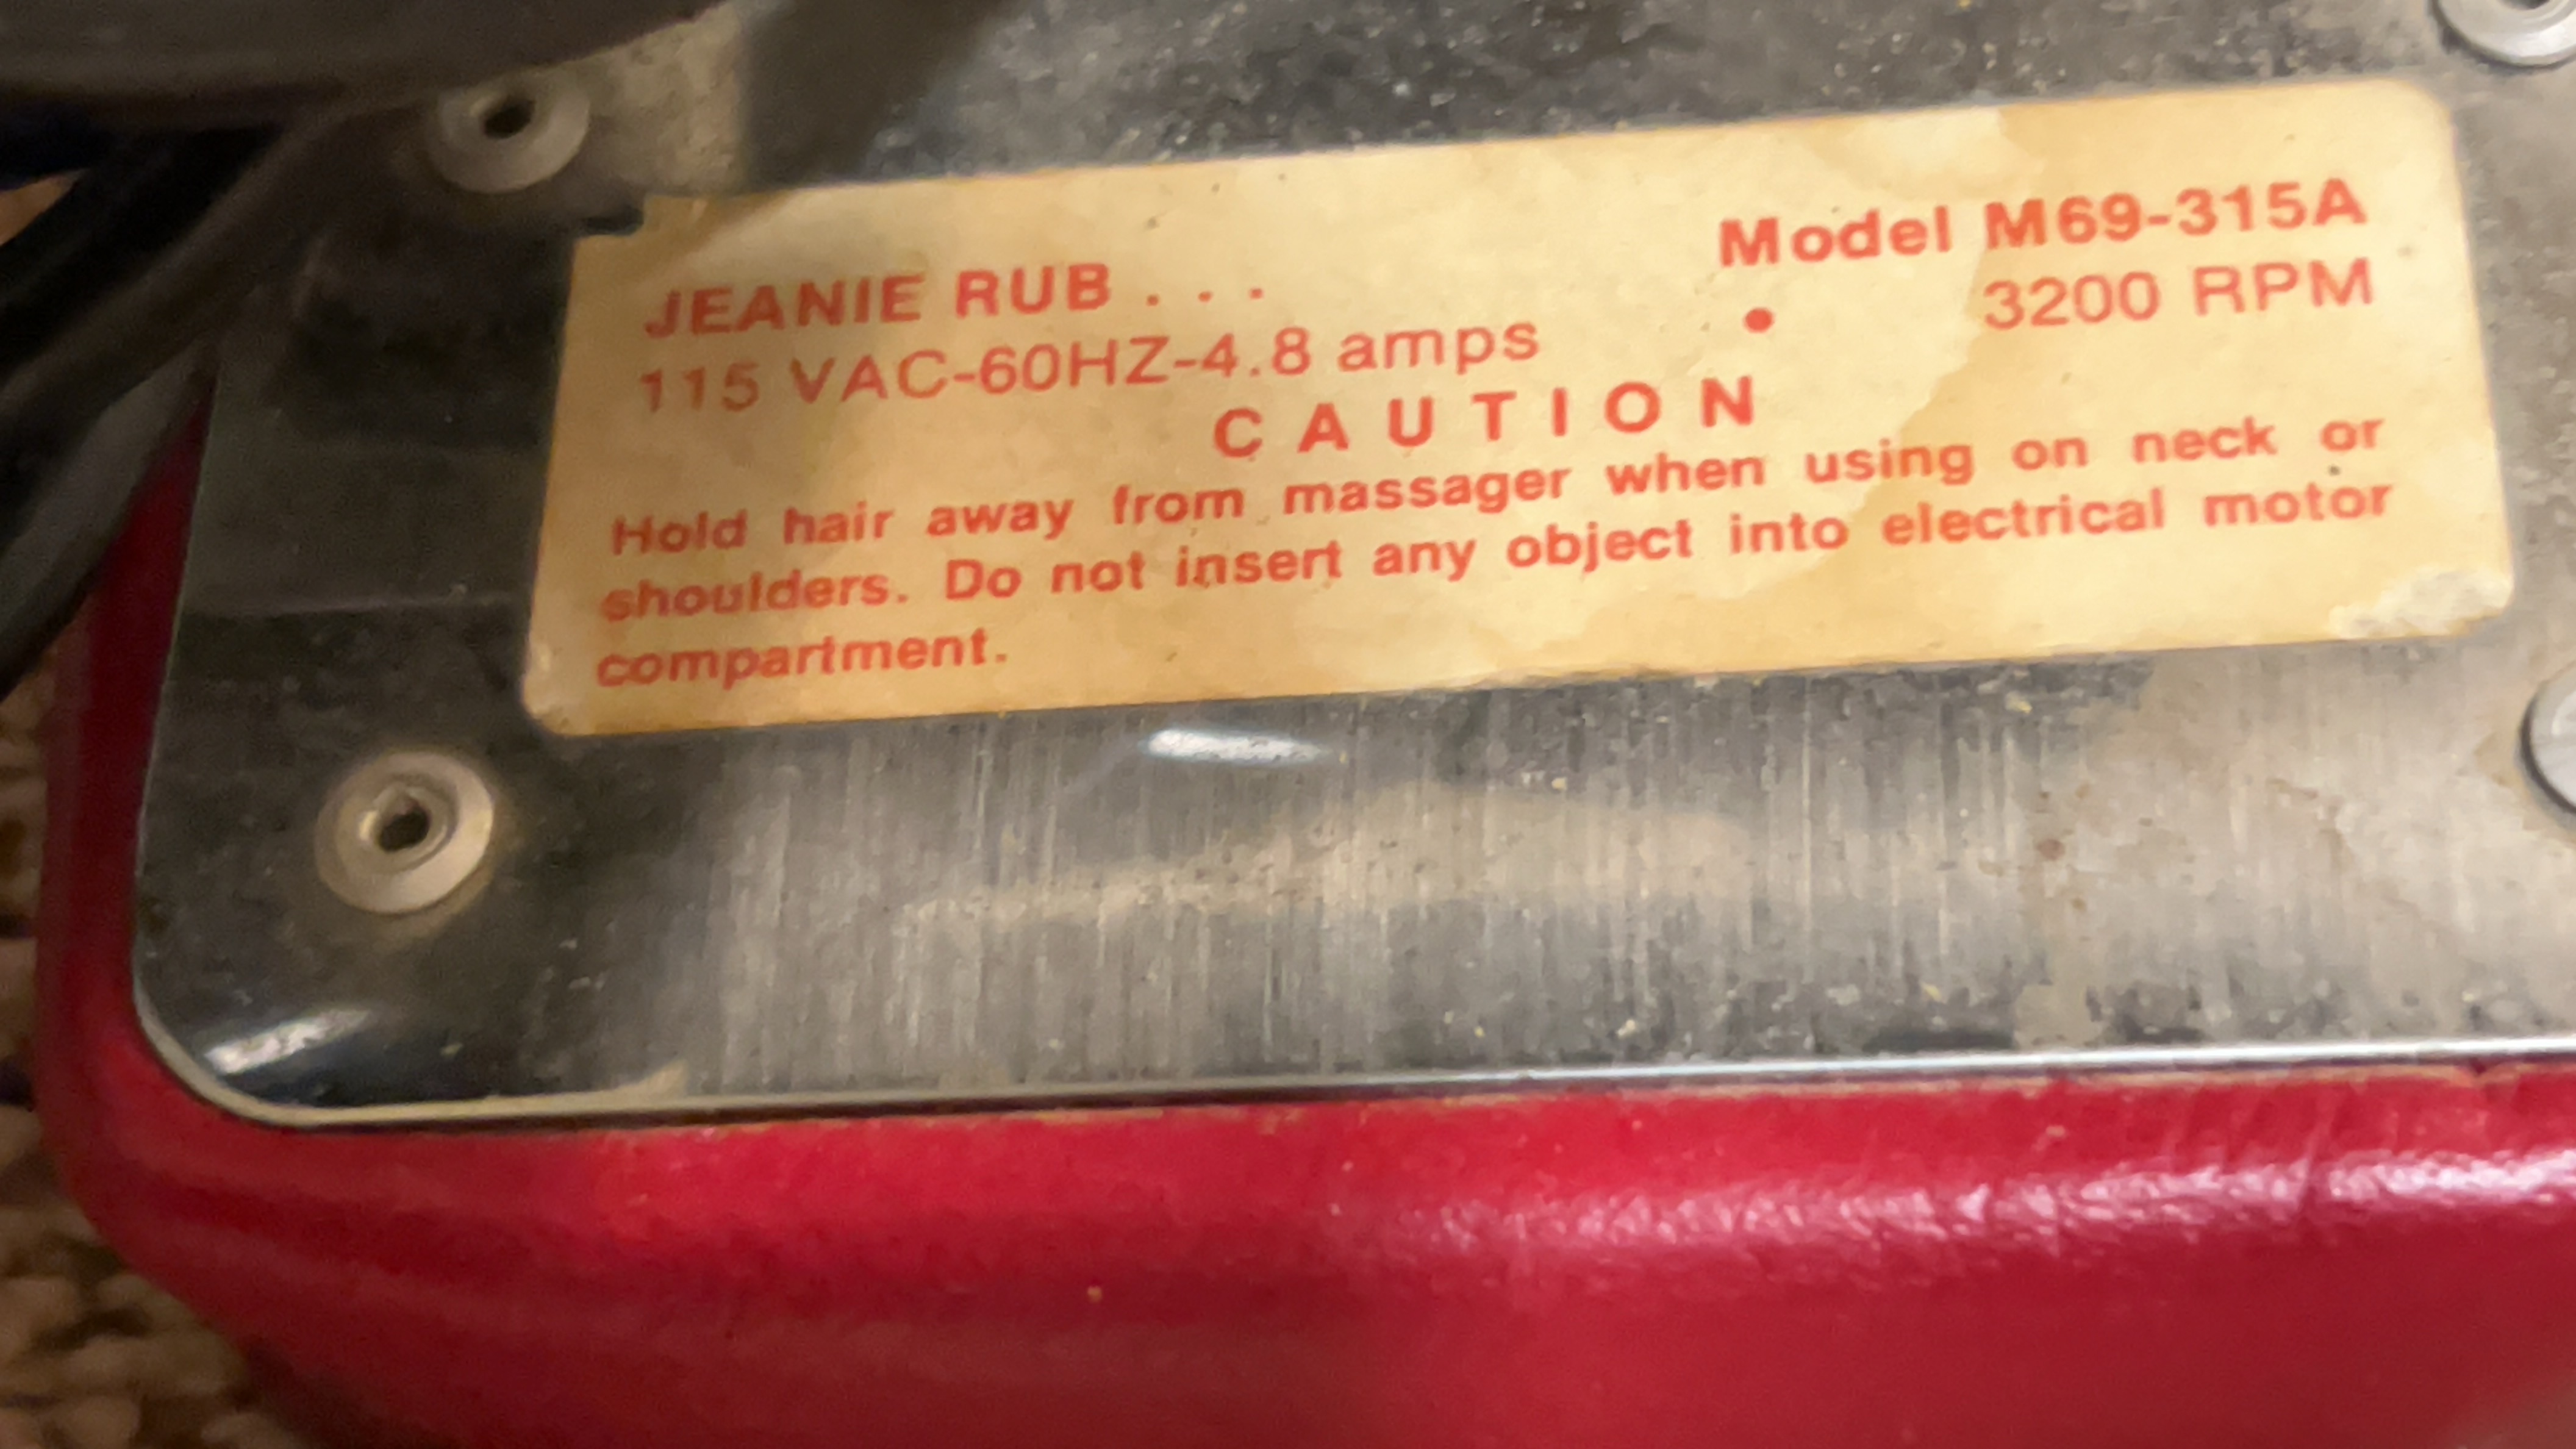 JEANIE RUB . . . Model M69-315A
115 VAC-60HZ-4.8 amps • 3200 RPM
CAUTION
Hold hair away from massager when using on neck or
shoulders. Do not insert any object into electrical motor
compartment.